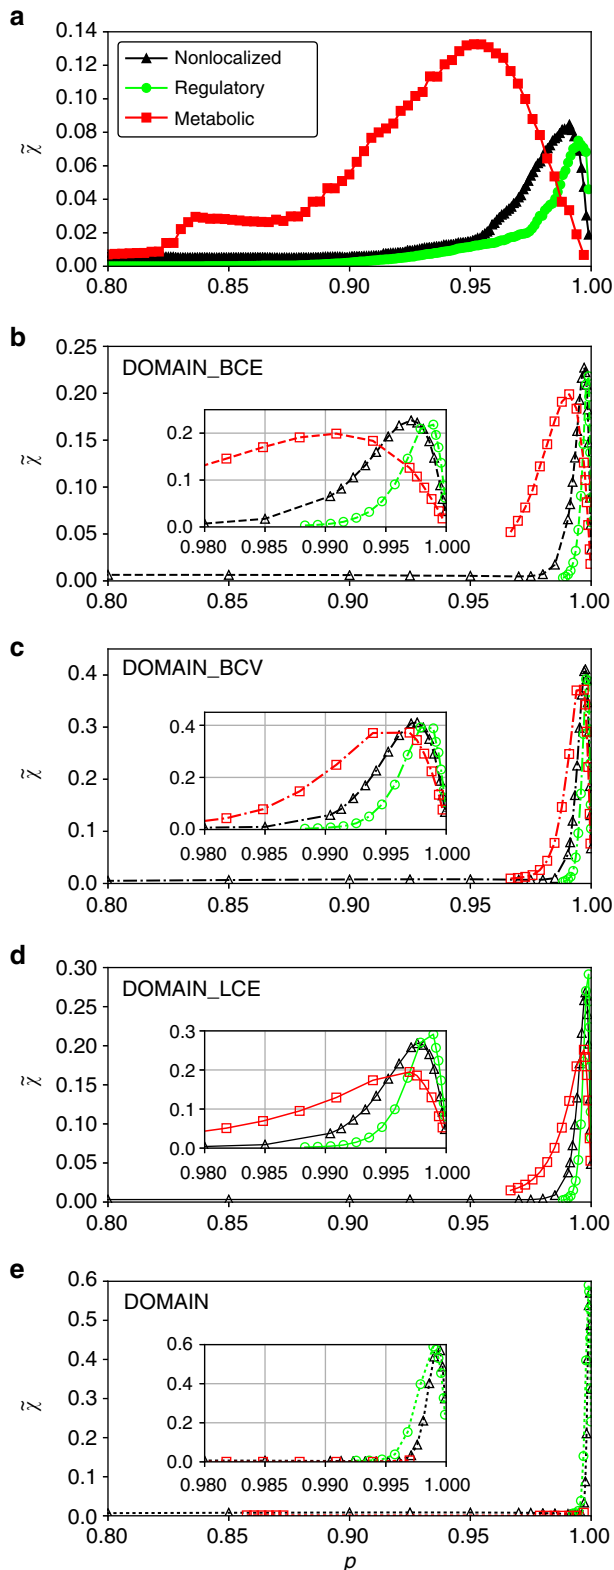 a
0.14
0.12
0.10
0.08
0.06
0.04
0.02
0.00
χ̃
Nonlocalized
Regulatory
Metabolic
0.80 0.85 0.90 0.95 1.00
b
0.25
0.20
0.15
0.10
0.05
0.00
χ̃
DOMAIN_BCE
0.2
0.1
0.0
0.980 0.985 0.990 0.995 1.000
0.80 0.85 0.90 0.95 1.00
c
0.4
0.3
0.2
0.1
0.0
χ̃
DOMAIN_BCV
0.4
0.2
0.0
0.980 0.985 0.990 0.995 1.000
0.80 0.85 0.90 0.95 1.00
d
0.30
0.25
0.20
0.15
0.10
0.05
0.00
χ̃
DOMAIN_LCE
0.3
0.2
0.1
0.0
0.980 0.985 0.990 0.995 1.000
0.80 0.85 0.90 0.95 1.00
e
0.6
0.5
0.4
0.3
0.2
0.1
0.0
χ̃
DOMAIN
0.6
0.4
0.2
0.0
0.980 0.985 0.990 0.995 1.000
0.80 0.85 0.90 0.95 1.00
p